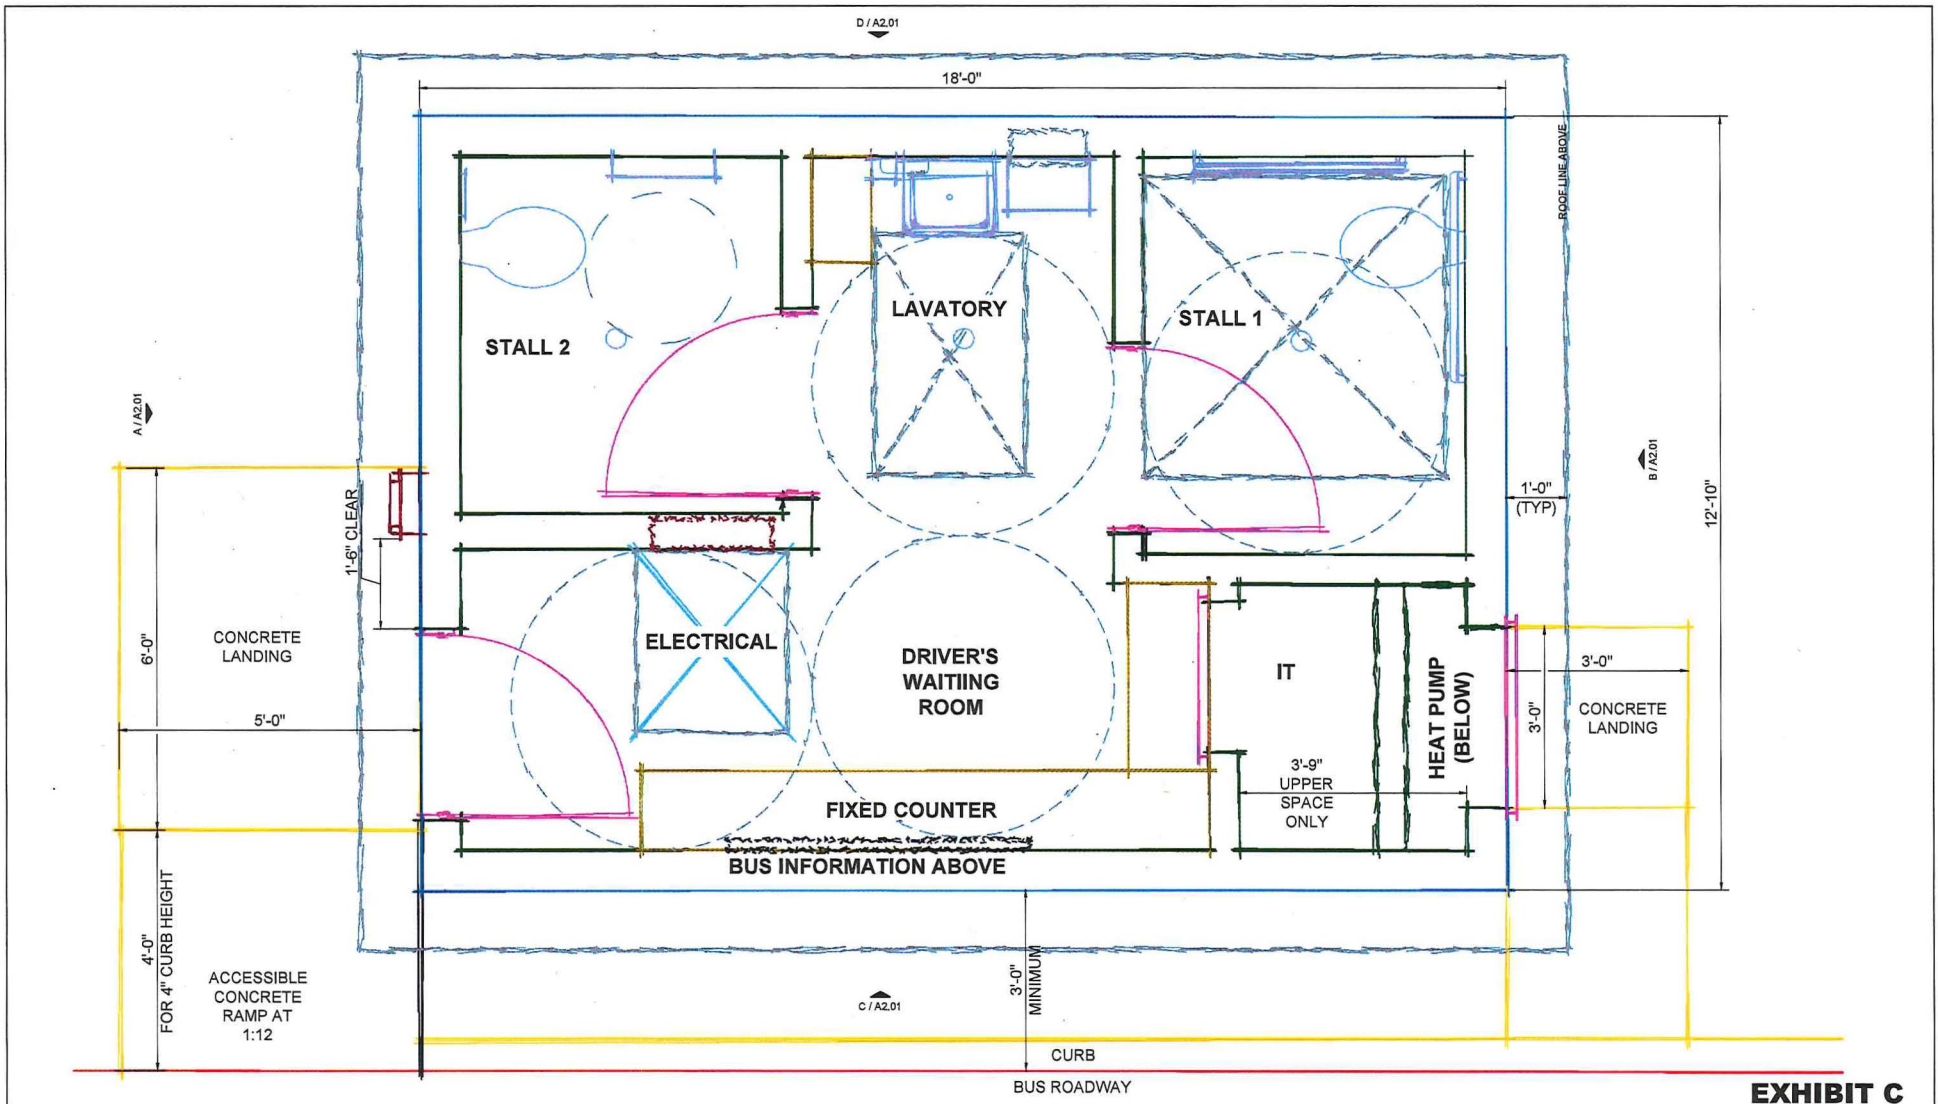 D / A2.01
18'-0"
ROOF LINE ABOVE
LAVATORY
STALL 1
STALL 2
A / A2.01
B / A2.01
1'-0"
(TYP)
12'-10"
1'-6" CLEAR
6'-0"
CONCRETE
LANDING
5'-0"
ELECTRICAL
DRIVER'S
WAITIING
ROOM
IT
HEAT PUMP
(BELOW)
3'-0"
3'-0"
CONCRETE
LANDING
3'-9"
UPPER
SPACE
ONLY
FIXED COUNTER
BUS INFORMATION ABOVE
4'-0"
FOR 4" CURB HEIGHT
ACCESSIBLE
CONCRETE
RAMP AT
1:12
3'-0"
MINIMUM
C / A2.01
CURB
BUS ROADWAY
EXHIBIT C